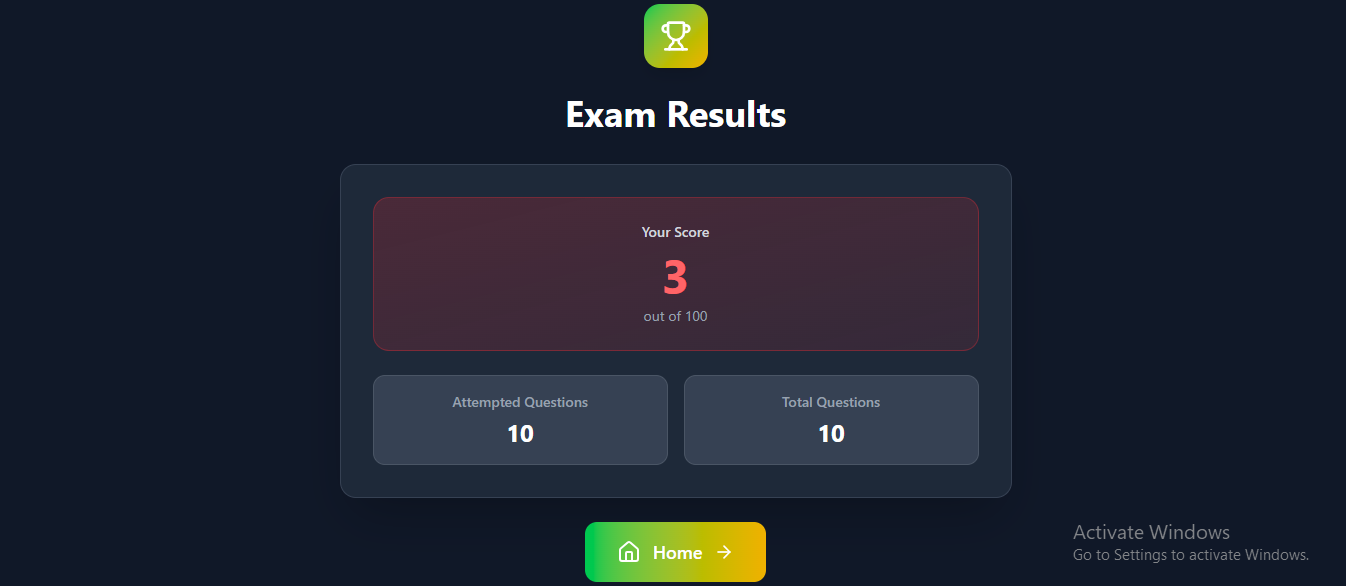 Exam Results
Your Score
3
out of 100
Attempted Questions
10
Total Questions
10
Home
Activate Windows
Go to Settings to activate Windows.